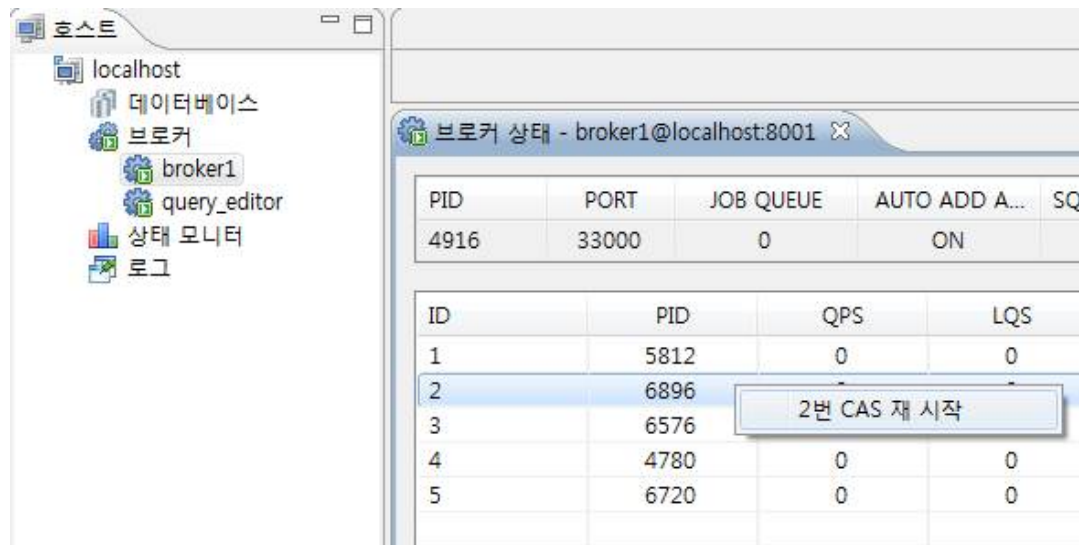 호스트
localhost
데이터베이스
브로커
broker1
query_editor
상태 모니터
로그
브로커 상태 - broker1@localhost:8001
PID PORT JOB QUEUE AUTO ADD A... SQ
4916 33000 0 ON
ID PID QPS LQS
1 5812 0 0
2 6896
2번 CAS 재 시작
3 6576
4 4780 0 0
5 6720 0 0